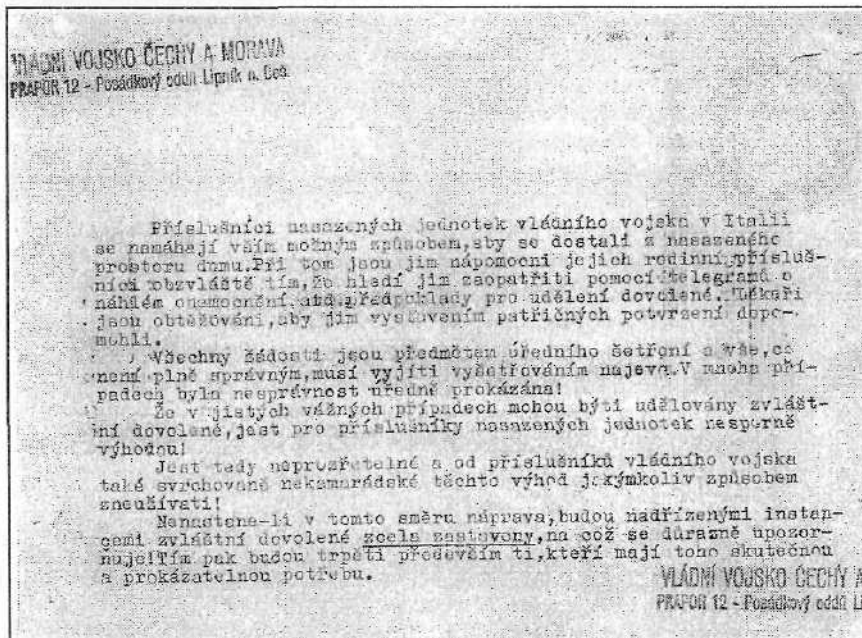 VLÁDNÍ VOJSKO ČECHY A MORAVA
PRAPOR 12 - Posádkový oddíl Lipník n. Beč.
Příslušníci nasazených jednotek vládního vojska v Italii
se namáhají vším možným způsobem,aby se dostali z nasazeného
prostoru domu.Při tom jsou jim nápomocni jejich rodinní přísluš-
níci obzvláště tím,že hledí jim zaopatřiti pomocí telegramů o
náhlém onemocnění,atd.předpoklady pro udělení dovolené. Lékaři
jsou obtěžováni,aby jim vystavením patřičných potvrzení dopo-
mohli.
Všechny žádosti jsou předmětem úředního šetření a vše,co
není plně správným,musí vyjíti vyšetřováním najevo.V mnoha pří-
padech byla nesprávnost úředně prokázána!
Že v jistých vážných případech mohou býti udělovány zvlášt-
ní dovolené,jest pro příslušníky nasazených jednotek nesporně
výhodou!
Jest tedy neprozřetelné a od příslušníků vládního vojska
také svrchovaně nekamarádské těchto výhod jakýmkoliv způsobem
zneužívati!
Nenastane-li v tomto směru náprava,budou nadřízenými instan-
cemi zvláštní dovolené zcela zastaveny,na což se důrazně upozor-
ňuje!Tím pak budou trpěti především ti,kteří mají toho skutečnou
a prokázatelnou potřebu.
VLÁDNÍ VOJSKO ČECHY A
PRAPOR 12 - Posádkový oddíl Li